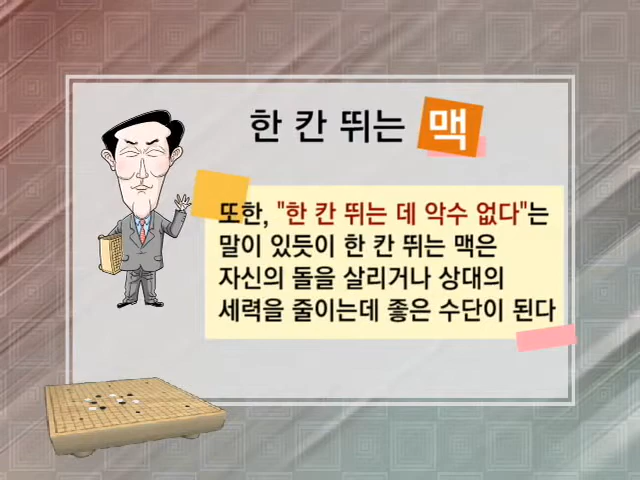 한 칸 뛰는 맥
또한, "한 칸 뛰는 데 악수 없다"는
말이 있듯이 한 칸 뛰는 맥은
자신의 돌을 살리거나 상대의
세력을 줄이는데 좋은 수단이 된다